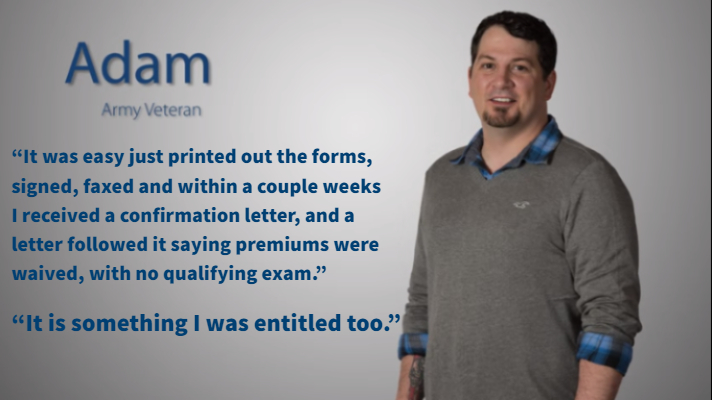 Adam
Army Veteran
“It was easy just printed out the forms,
signed, faxed and within a couple weeks
I received a confirmation letter, and a
letter followed it saying premiums were
waived, with no qualifying exam.”
“It is something I was entitled too.”